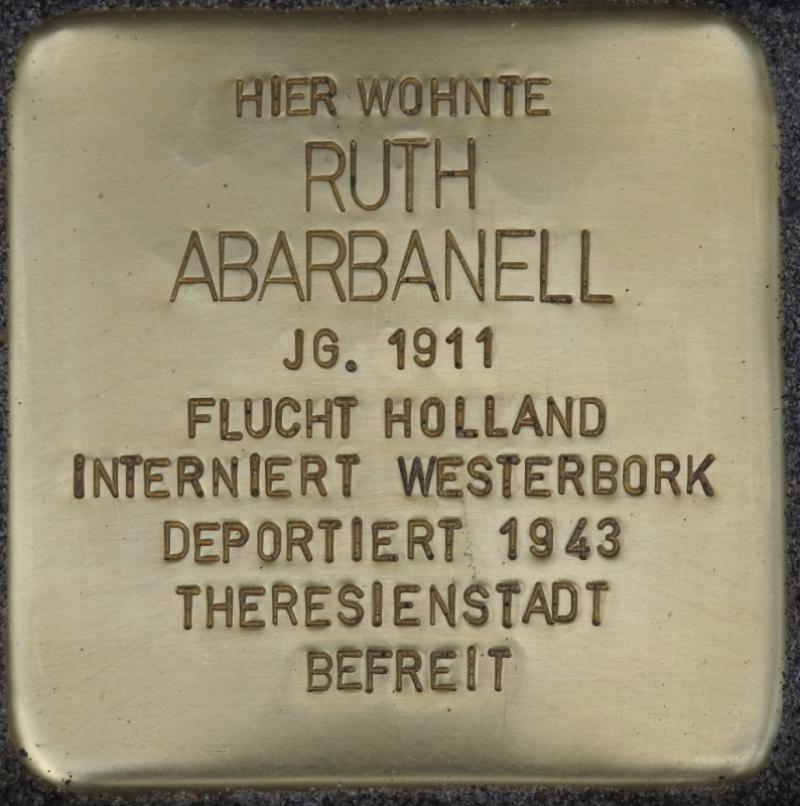 HIER WOHNTE
RUTH
ABARBANELL
JG. 1911
FLUCHT HOLLAND
INTERNIERT WESTERBORK
DEPORTIERT 1943
THERESIENSTADT
BEFREIT